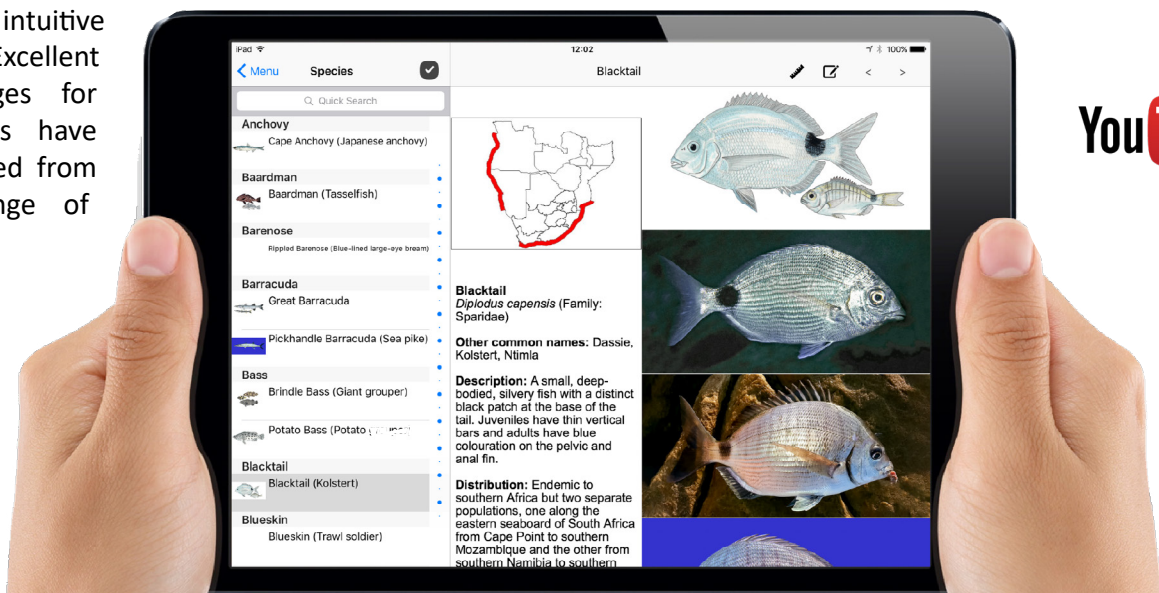 intuitive
Excellent
ges for
s have
ed from
nge of
iPad
12:02
100%
Menu
Species
Blacktail
<
>
Quick Search
Anchovy
Cape Anchovy (Japanese anchovy)
Baardman
Baardman (Tasselfish)
Barenose
Rippled Barenose (Blue-lined large-eye bream)
Barracuda
Great Barracuda
Pickhandle Barracuda (Sea pike)
Bass
Brindle Bass (Giant grouper)
Potato Bass (Potato
Blacktail
Blacktail (Kolstert)
Blueskin
Blueskin (Trawl soldier)
Blacktail
Diplodus capensis (Family:
Sparidae)
Other common names: Dassie,
Kolstert, Ntimla
Description: A small, deep-
bodied, silvery fish with a distinct
black patch at the base of the
tail. Juveniles have thin vertical
bars and adults have blue
colouration on the pelvic and
anal fin.
Distribution: Endemic to
southern Africa but two separate
populations, one along the
eastern seaboard of South Africa
from Cape Point to southern
Mozambique and the other from
southern Namibia to southern
You